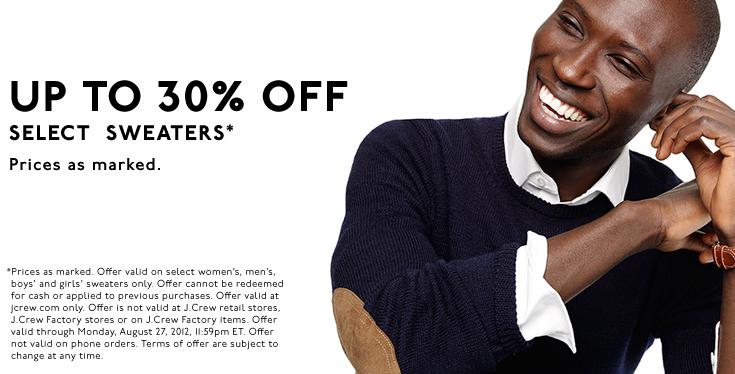 UP TO 30% OFF
SELECT SWEATERS*
Prices as marked.
*Prices as marked. Offer valid on select women's, men's,
boys' and girls' sweaters only. Offer cannot be redeemed
for cash or applied to previous purchases. Offer valid at
jcrew.com only. Offer is not valid at J.Crew retail stores,
J.Crew Factory stores or on J.Crew Factory items. Offer
valid through Monday, August 27, 2012, 11:59pm ET. Offer
not valid on phone orders. Terms of offer are subject to
change at any time.